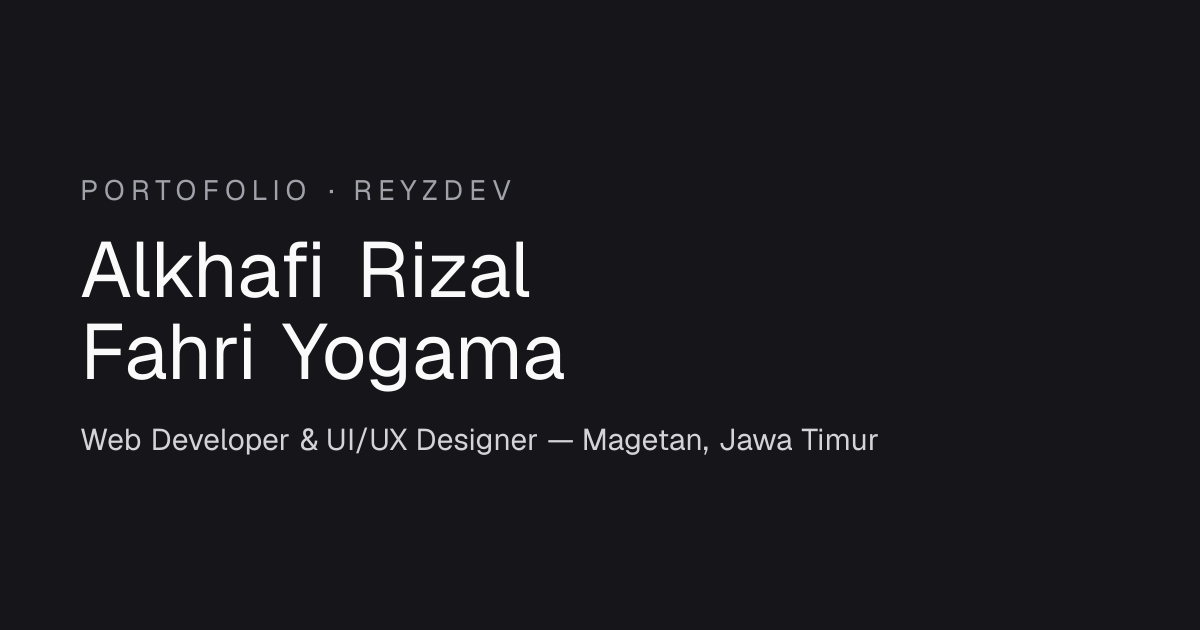 PORTOFOLIO · REYZDEV
Alkhafi Rizal
Fahri Yogama
Web Developer & UI/UX Designer — Magetan, Jawa Timur